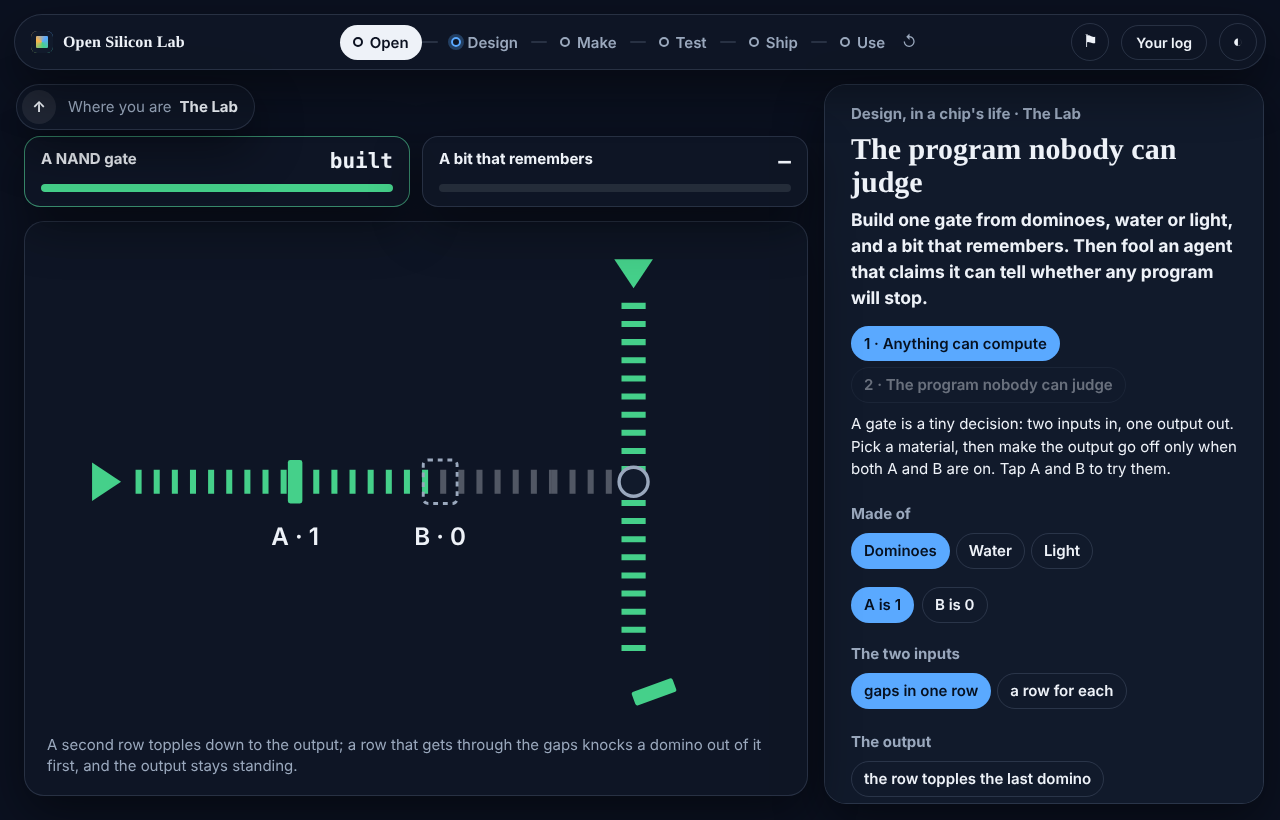 Open Silicon Lab
Open
Design
Make
Test
Ship
Use
Your log
Where you are The Lab
A NAND gate
built
A bit that remembers
–
A · 1
B · 0
A second row topples down to the output; a row that gets through the gaps knocks a domino out of it
first, and the output stays standing.
Design, in a chip's life · The Lab
The program nobody can
judge
Build one gate from dominoes, water or light,
and a bit that remembers. Then fool an agent
that claims it can tell whether any program
will stop.
1 · Anything can compute
2 · The program nobody can judge
A gate is a tiny decision: two inputs in, one output out.
Pick a material, then make the output go off only when
both A and B are on. Tap A and B to try them.
Made of
Dominoes
Water
Light
A is 1
B is 0
The two inputs
gaps in one row
a row for each
The output
the row topples the last domino